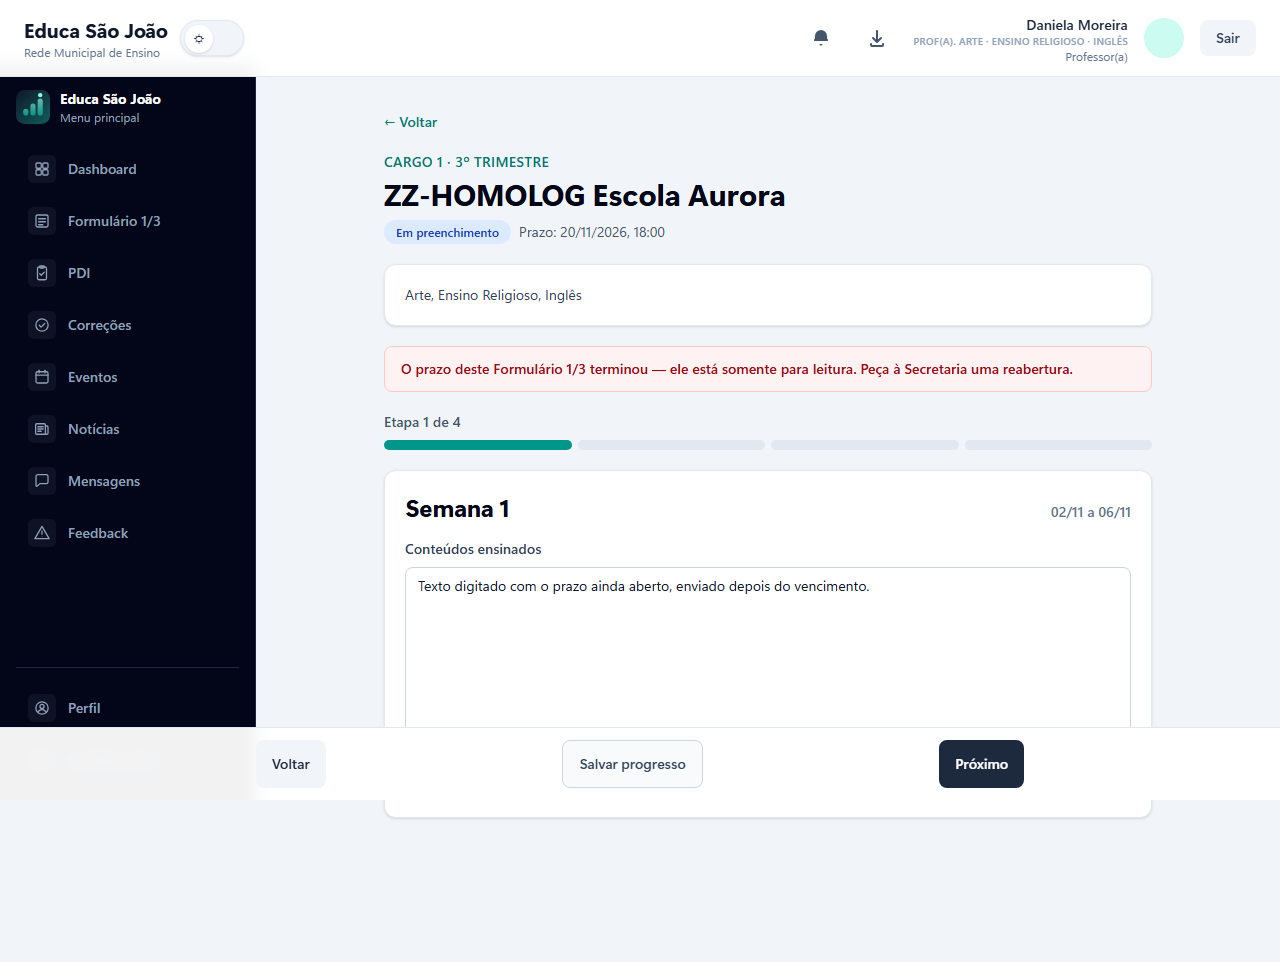 Educa São João
Rede Municipal de Ensino
Daniela Moreira
PROF(A). ARTE · ENSINO RELIGIOSO · INGLÊS
Professor(a)
Sair
Educa São João
Menu principal
Dashboard
Formulário 1/3
PDI
Correções
Eventos
Notícias
Mensagens
Feedback
Perfil
← Voltar
CARGO 1 · 3º TRIMESTRE
ZZ-HOMOLOG Escola Aurora
Em preenchimento
Prazo: 20/11/2026, 18:00
Arte, Ensino Religioso, Inglês
O prazo deste Formulário 1/3 terminou — ele está somente para leitura. Peça à Secretaria uma reabertura.
Etapa 1 de 4
Semana 1
02/11 a 06/11
Conteúdos ensinados
Texto digitado com o prazo ainda aberto, enviado depois do vencimento.
Voltar
Salvar progresso
Próximo